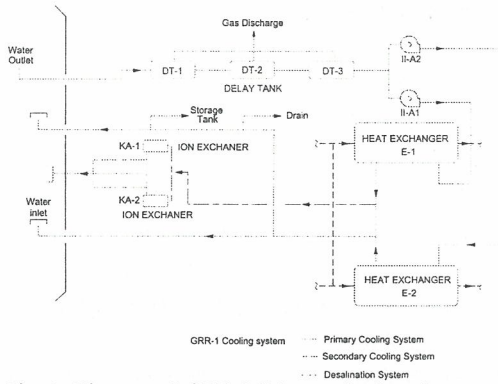 Gas Discharge
Water
Outlet
II-A2
DT-1
DT-2
DT-3
DELAY TANK
II-A1
Storage
Tank
Drain
KA-1
ION EXCHANER
HEAT EXCHANGER
E-1
KA-2
ION EXCHANER
Water
inlet
HEAT EXCHANGER
E-2
GRR-1 Cooling system
Primary Cooling System
Secondary Cooling System
Desalination System